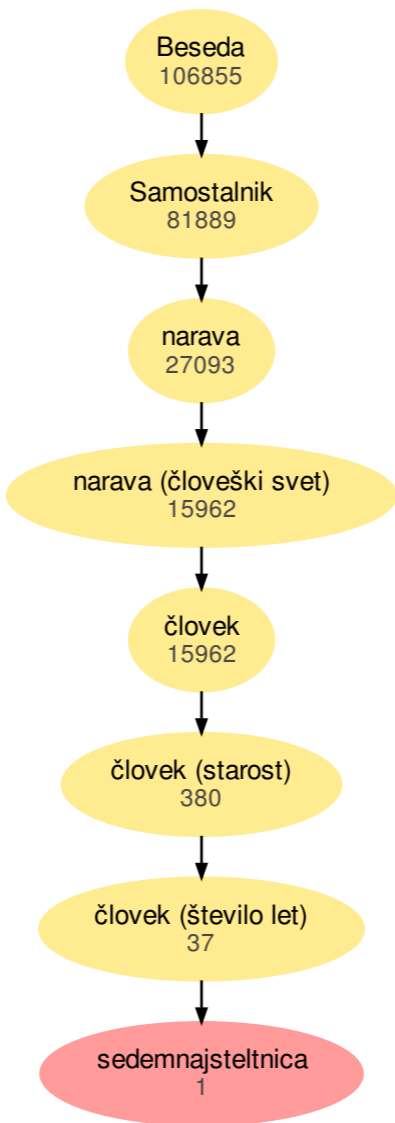 Beseda
106855
Samostalnik
81889
narava
27093
narava (človeški svet)
15962
človek
15962
človek (starost)
380
človek (število let)
37
sedemnajsteltnica
1